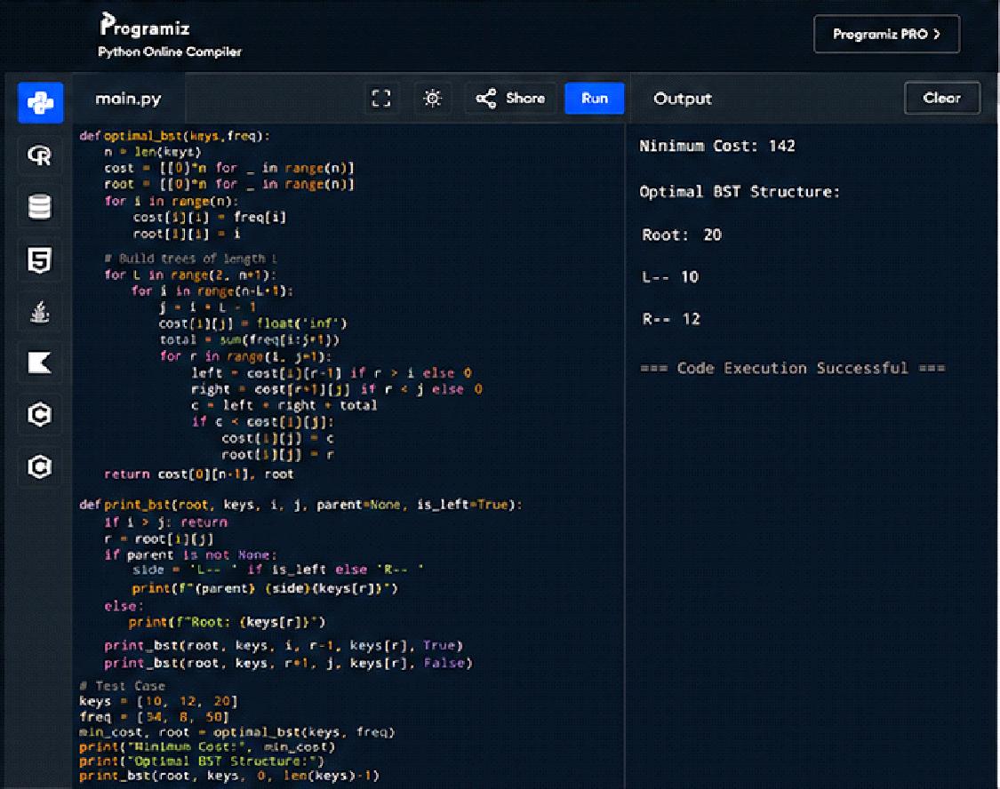 Programiz
Python Online Compiler
Programiz PRO >
main.py
Share
Run
Output
Clear
def optimal_bst(keys,freq):
n = len(keys)
cost = [[0]*n for _ in range(n)]
root = [[0]*n for _ in range(n)]
for i in range(n):
cost[i][i] = freq[i]
root[i][i] = i
# Build trees of length L
for L in range(2, n+1):
for i in range(n-L+1):
j = i + L - 1
cost[i][j] = float('inf')
total = sum(freq[i:j+1])
for r in range(i, j+1):
left = cost[i][r-1] if r > i else 0
right = cost[r+1][j] if r < j else 0
c = left + right + total
if c < cost[i][j]:
cost[i][j] = c
root[i][j] = r
return cost[0][n-1], root
def print_bst(root, keys, i, j, parent=None, is_left=True):
if i > j: return
r = root[i][j]
if parent is not None:
side = 'L-- ' if is_left else 'R-- '
print(f"{parent} {side}{keys[r]}")
else:
print(f"Root: {keys[r]}")
print_bst(root, keys, i, r-1, keys[r], True)
print_bst(root, keys, r+1, j, keys[r], False)
# Test Case
keys = [10, 12, 20]
freq = [34, 8, 50]
min_cost, root = optimal_bst(keys, freq)
print("Minimum Cost:", min_cost)
print("Optimal BST Structure:")
print_bst(root, keys, 0, len(keys)-1)
Ninimum Cost: 142
Optimal BST Structure:
Root: 20
L-- 10
R-- 12
=== Code Execution Successful ===